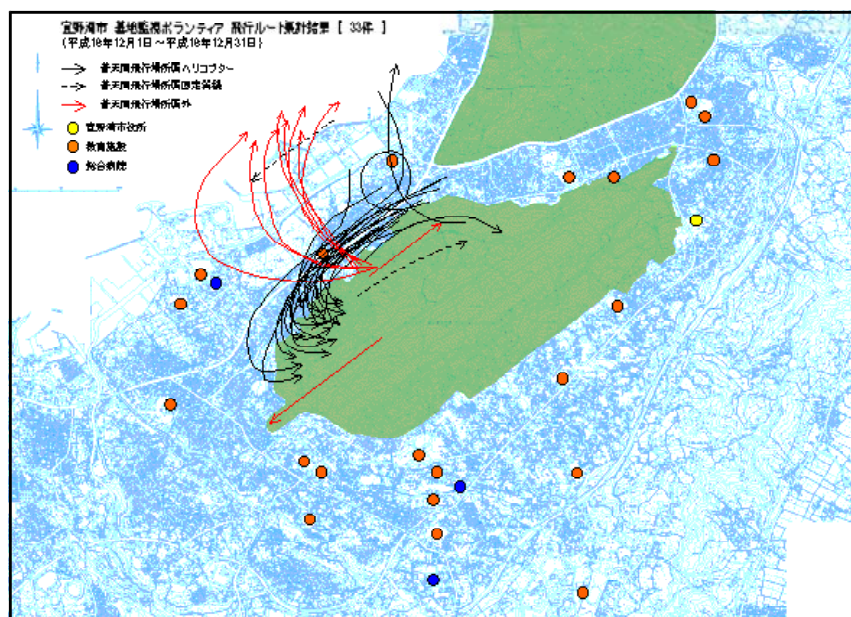 宜野湾市 基地監視ボランティア 飛行ルート集計結果 [ 33件 ]
(平成18年12月1日～平成18年12月31日)
普天間飛行場所属ヘリコプター
普天間飛行場所属固定翼機
普天間飛行場所属外
宜野湾市役所
教育施設
総合病院